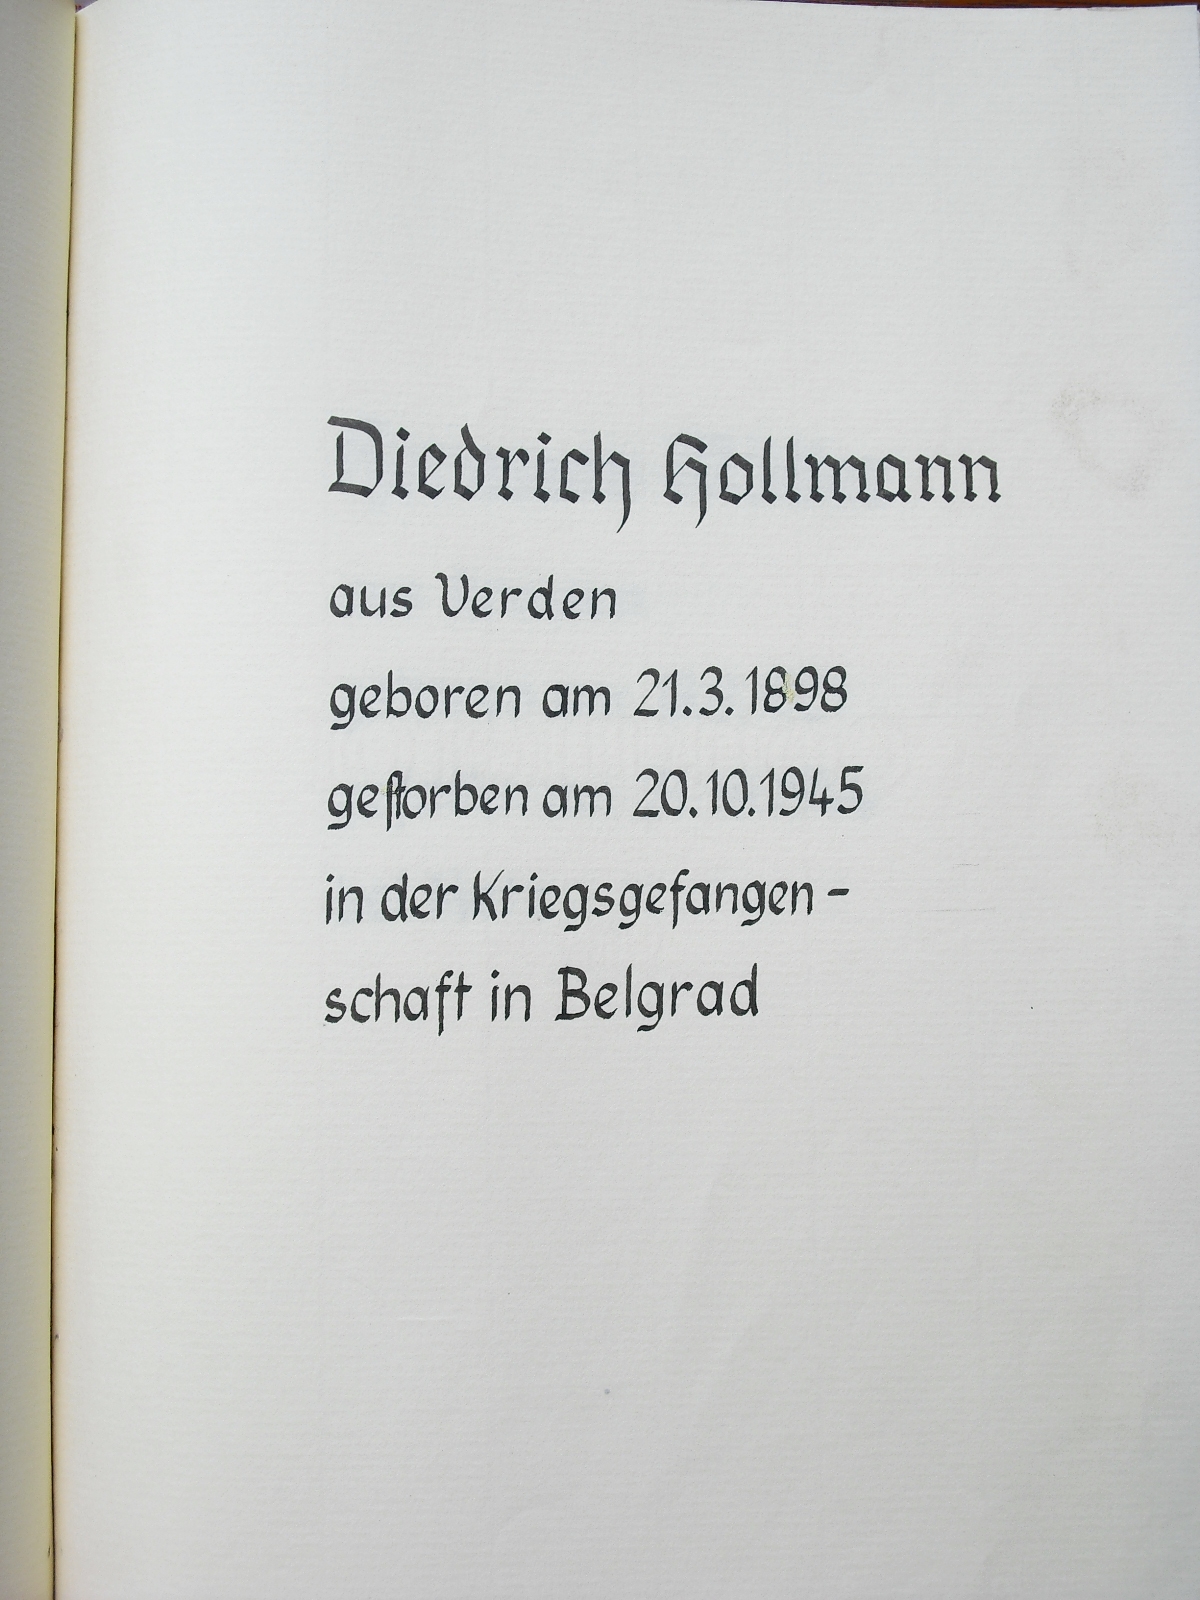 Diedrich Hollmann
aus Verden
geboren am 21.3.1898
gestorben am 20.10.1945
in der Kriegsgefangen-
schaft in Belgrad